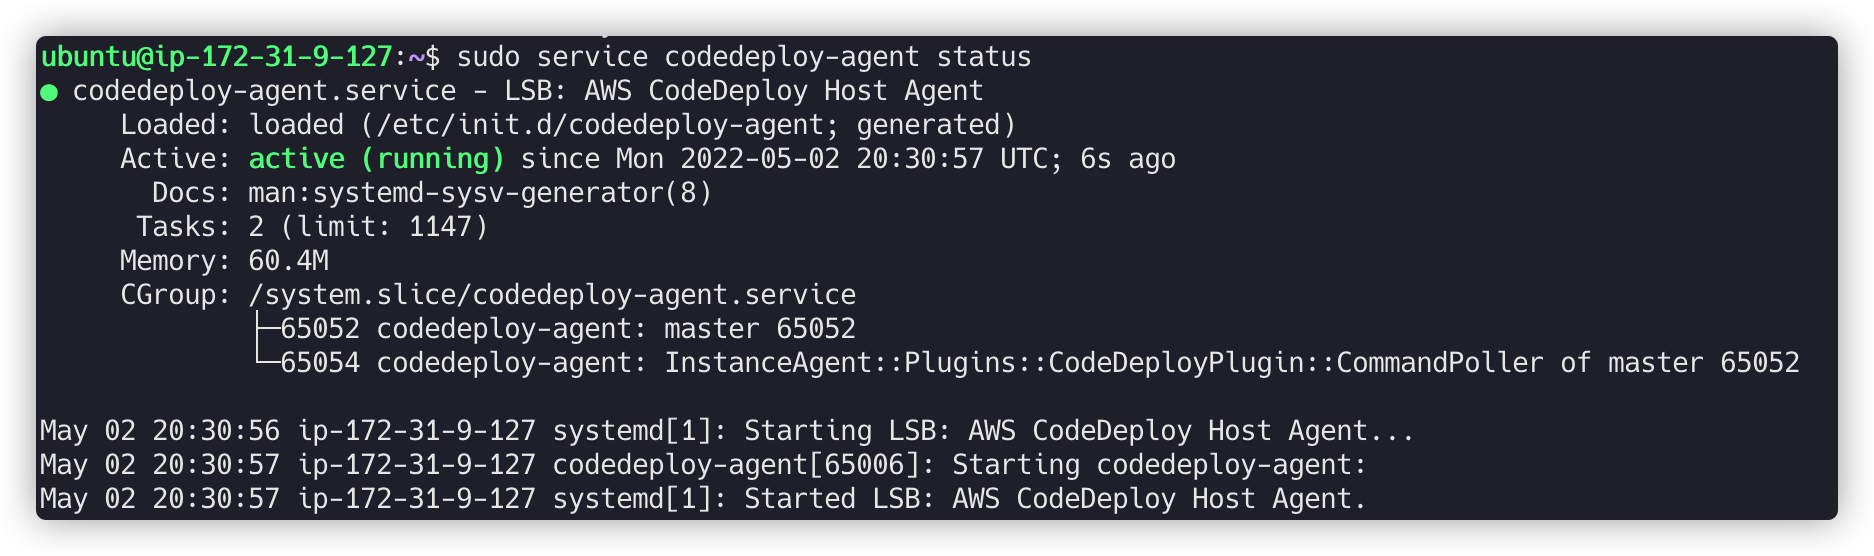 ubuntu@ip-172-31-9-127:~$ sudo service codedeploy-agent status
● codedeploy-agent.service - LSB: AWS CodeDeploy Host Agent
     Loaded: loaded (/etc/init.d/codedeploy-agent; generated)
     Active: active (running) since Mon 2022-05-02 20:30:57 UTC; 6s ago
       Docs: man:systemd-sysv-generator(8)
      Tasks: 2 (limit: 1147)
     Memory: 60.4M
     CGroup: /system.slice/codedeploy-agent.service
             ├─65052 codedeploy-agent: master 65052
             └─65054 codedeploy-agent: InstanceAgent::Plugins::CodeDeployPlugin::CommandPoller of master 65052

May 02 20:30:56 ip-172-31-9-127 systemd[1]: Starting LSB: AWS CodeDeploy Host Agent...
May 02 20:30:57 ip-172-31-9-127 codedeploy-agent[65006]: Starting codedeploy-agent:
May 02 20:30:57 ip-172-31-9-127 systemd[1]: Started LSB: AWS CodeDeploy Host Agent.